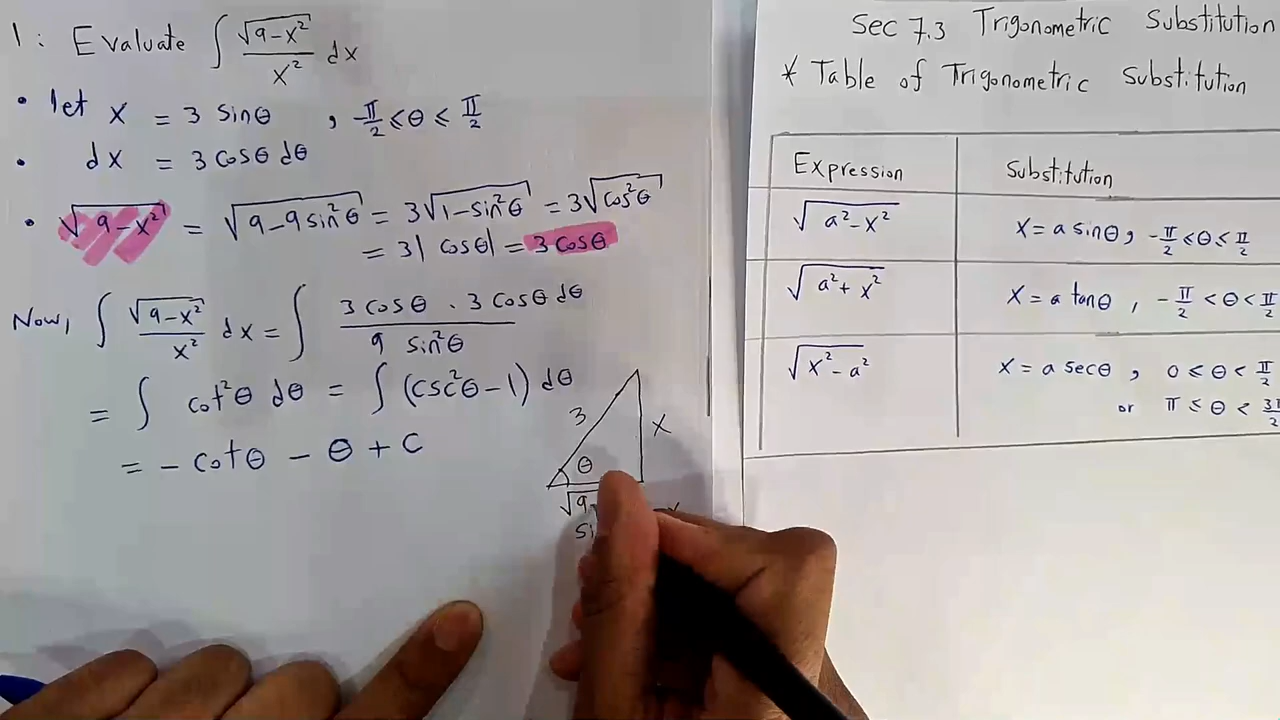 1: Evaluate ∫ √(9-x²) / x² dx
• let x = 3 sinθ , -π/2 ≤ θ ≤ π/2
• dx = 3 cosθ dθ
• √(9-x²) = √(9-9sin²θ) = 3√(1-sin²θ) = 3√(cos²θ)
= 3| cosθ| = 3 cosθ
Now, ∫ √(9-x²) / x² dx = ∫ 3 cosθ . 3 cosθ dθ / 9 sin²θ
= ∫ cot²θ dθ = ∫ (csc²θ-1) dθ
= - cotθ - θ + C
3
x
θ
√9
Sec 7.3 Trigonometric Substitution
* Table of Trigonometric Substitution
Expression Substitution
√(a²-x²) x = a sinθ, -π/2 ≤ θ ≤ π/2
√(a²+x²) x = a tanθ , -π/2 < θ < π/2
√(x²-a²) x = a secθ , 0 ≤ θ < π/2
or π ≤ θ < 3π/2